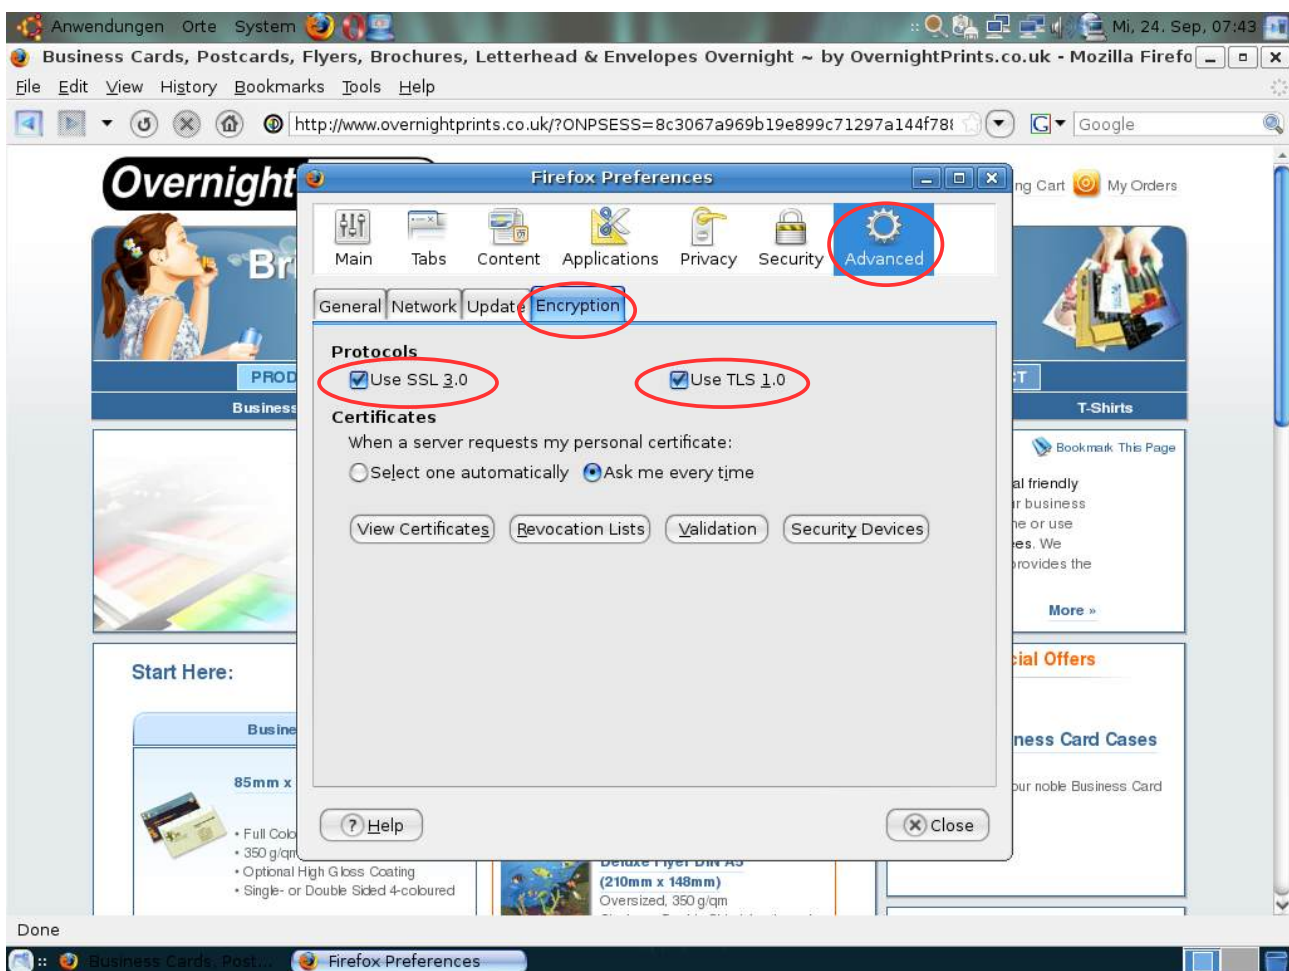 Anwendungen Orte System Mi, 24. Sep, 07:43
Business Cards, Postcards, Flyers, Brochures, Letterhead & Envelopes Overnight ~ by OvernightPrints.co.uk - Mozilla Firefo
File Edit View History Bookmarks Tools Help
http://www.overnightprints.co.uk/?ONPSESS=8c3067a969b19e899c71297a144f78 G Google
Overnight
Firefox Preferences
ng Cart My Orders
Br
Main Tabs Content Applications Privacy Security Advanced
General Network Update Encryption
Protocols
Use SSL 3.0 Use TLS 1.0
PROD T
Business T-Shirts
Certificates
When a server requests my personal certificate:
Bookmark This Page
Select one automatically Ask me every time
al friendly
r business
ne or use
es. We
provides the
View Certificates Revocation Lists Validation Security Devices
More »
Start Here:
cial Offers
Busine
ness Card Cases
85mm x
our noble Business Card
Help Close
• Full Colo
• 350 g/qm
• Optional High Gloss Coating
• Single- or Double Sided 4-coloured
Deluxe Flyer DIN A5
(210mm x 148mm)
Oversized, 350 g/qm
Done
Business Cards, Post... Firefox Preferences